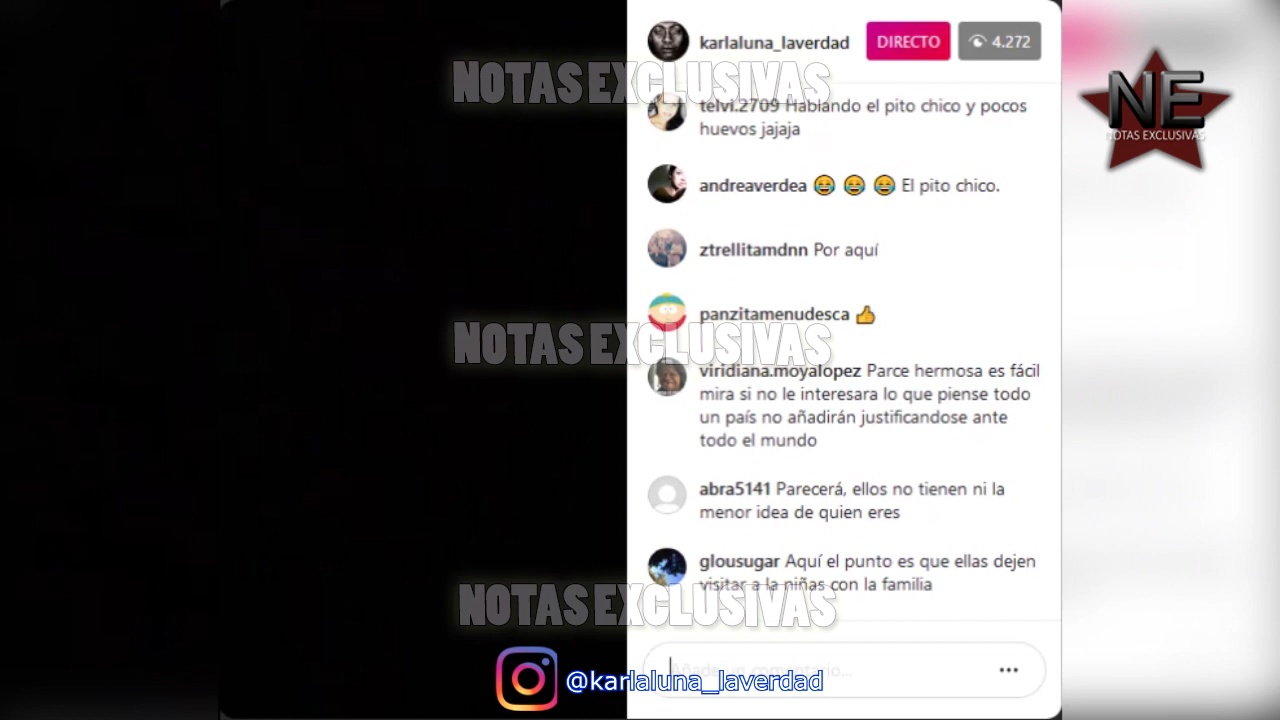 karlaluna_laverdad DIRECTO 4.272
NOTAS EXCLUSIVAS
NE
NOTAS EXCLUSIVAS
telvi.2709 Hablando el pito chico y pocos
huevos jajaja
andreaverdea 😂 😂 😂 El pito chico.
ztrellitamdnn Por aquí
panzitamenudesca 👍
NOTAS EXCLUSIVAS
viridiana.moyalopez Parce hermosa es fácil
mira si no le interesara lo que piense todo
un país no añadirán justificandose ante
todo el mundo
abra5141 Parecerá, ellos no tienen ni la
menor idea de quien eres
glousugar Aquí el punto es que ellas dejen
visitar a la niñas con la familia
NOTAS EXCLUSIVAS
Añade un comentario...
@karlaluna_laverdad